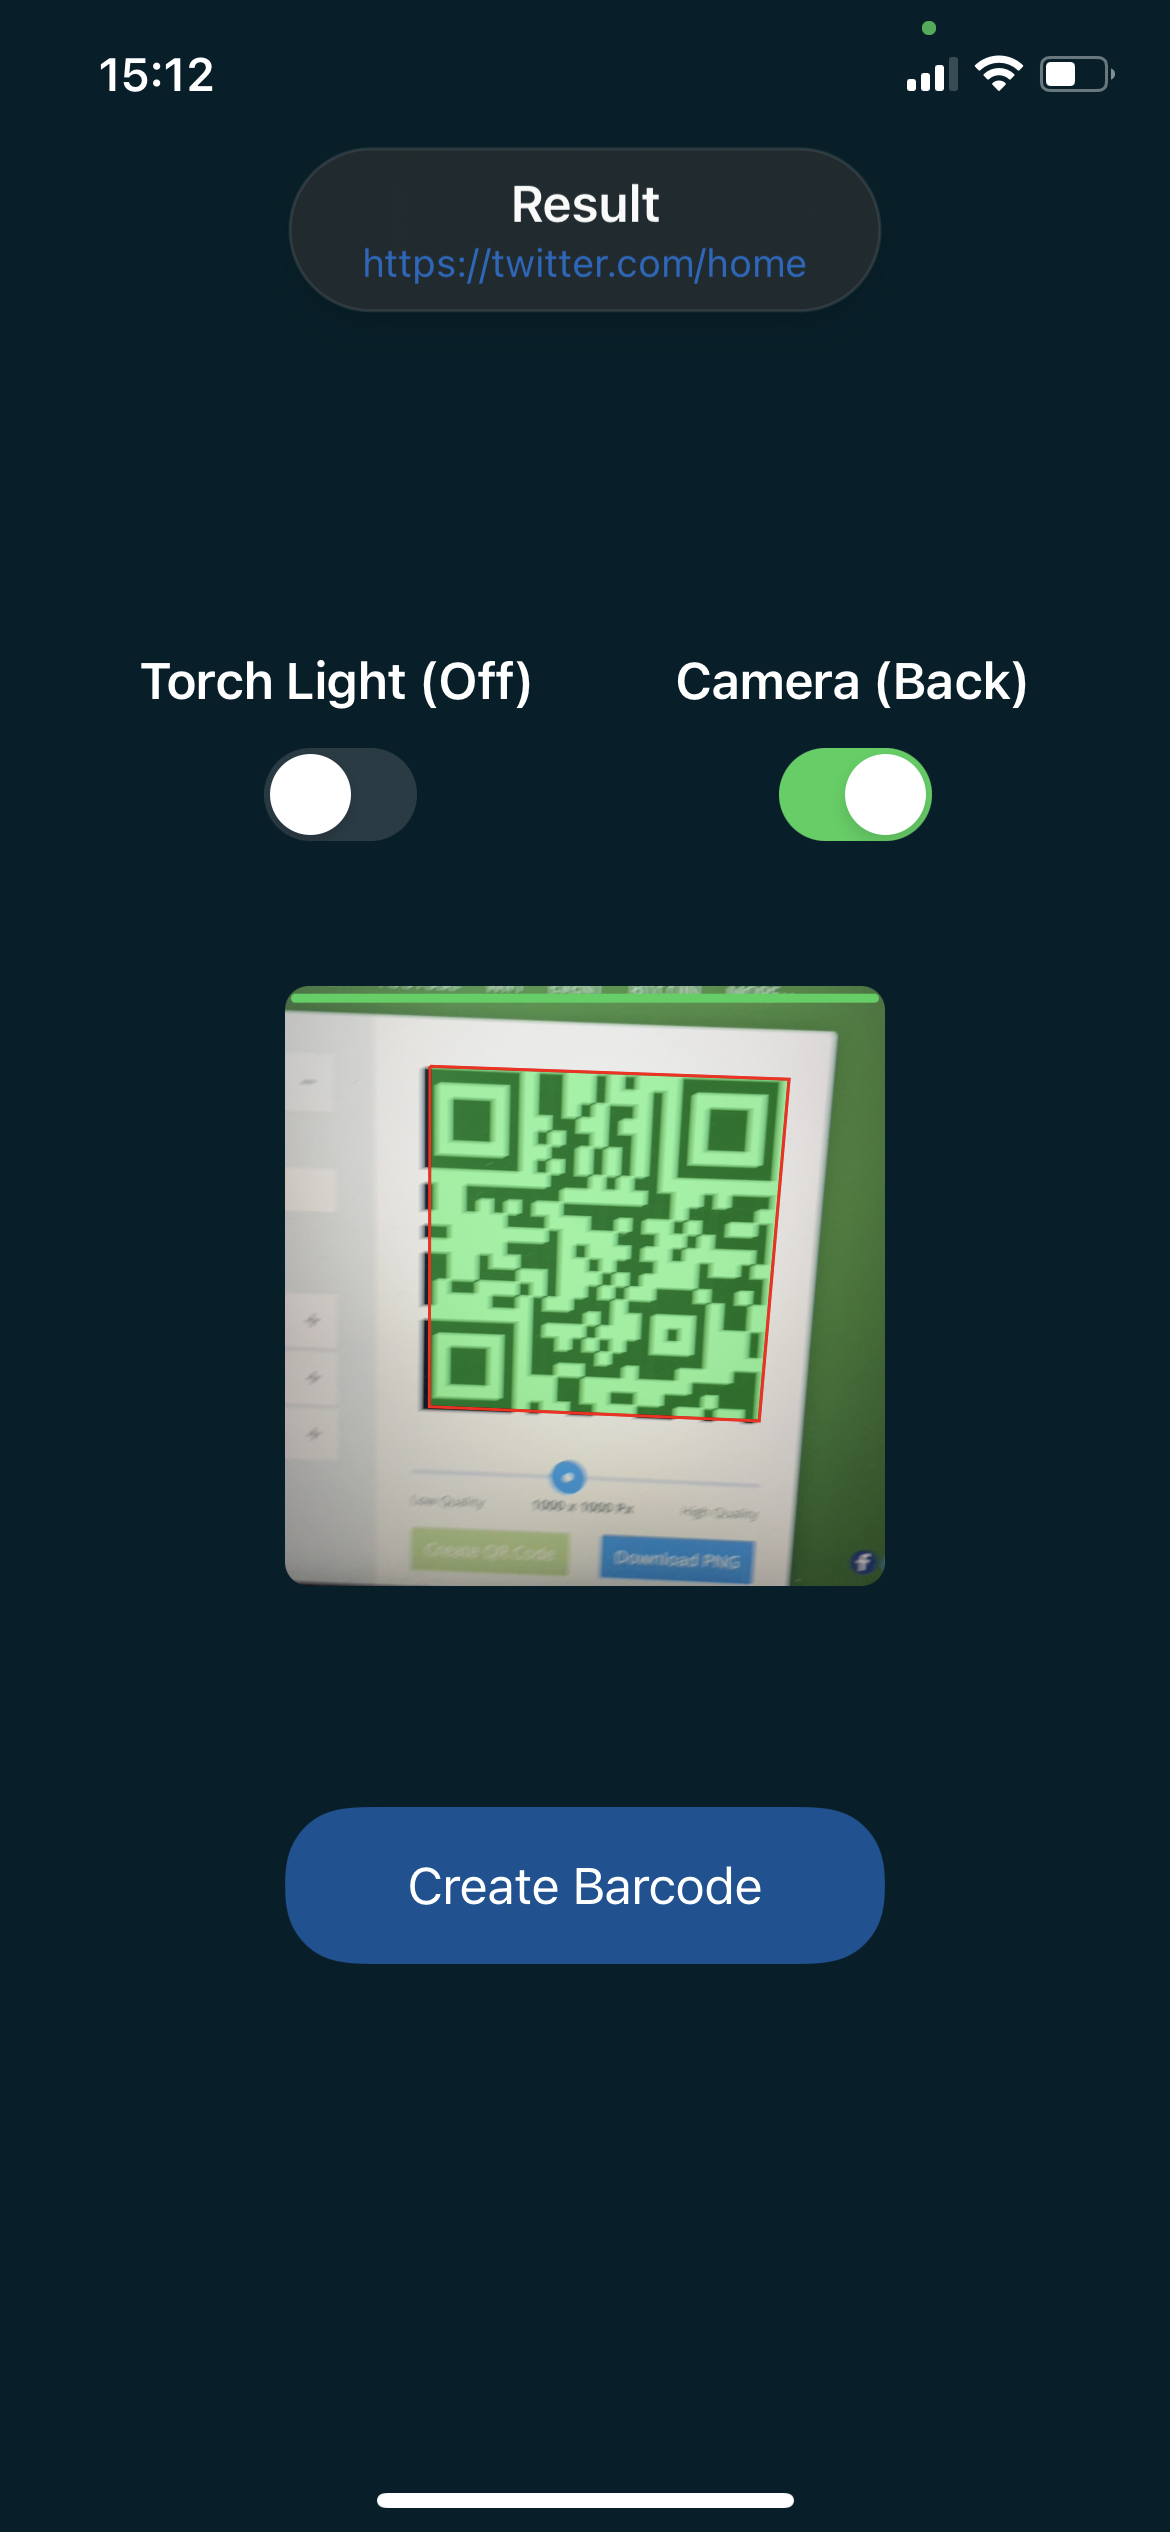 15:12
Result
https://twitter.com/home
Torch Light (Off)
Camera (Back)
Low Quality
1000 x 1000 Px
High Quality
Create QR Code
Download PNG
f
Create Barcode